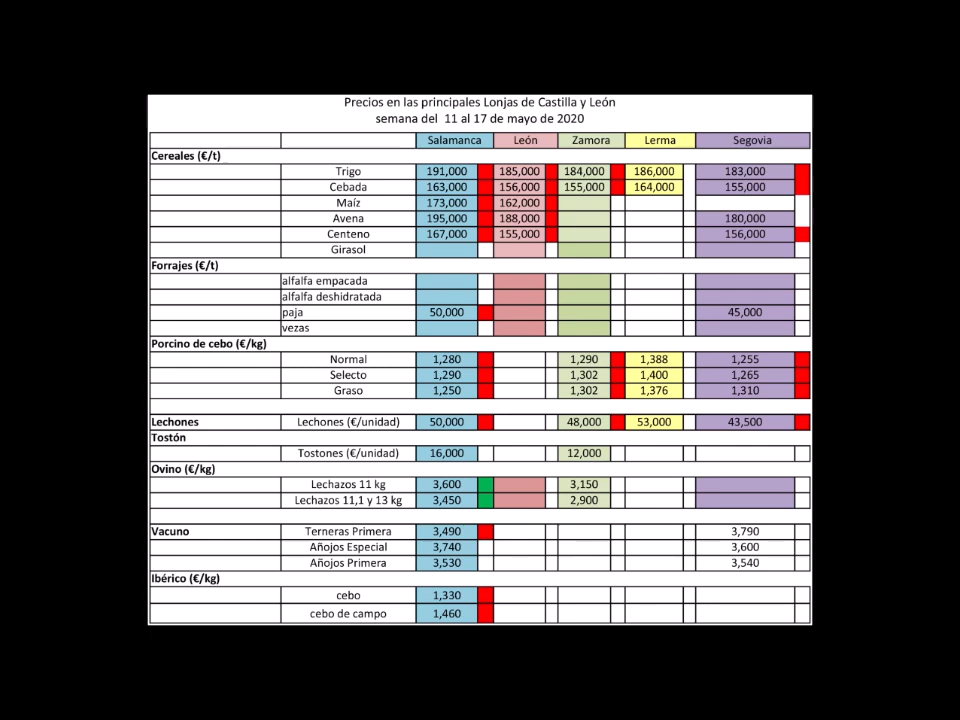 Precios en las principales Lonjas de Castilla y León
semana del 11 al 17 de mayo de 2020
Salamanca León Zamora Lerma Segovia
Cereales (€/t)
Trigo 191,000 185,000 184,000 186,000 183,000
Cebada 163,000 156,000 155,000 164,000 155,000
Maíz 173,000 162,000
Avena 195,000 188,000 180,000
Centeno 167,000 155,000 156,000
Girasol
Forrajes (€/t)
alfalfa empacada
alfalfa deshidratada
paja 50,000 45,000
vezas
Porcino de cebo (€/kg)
Normal 1,280 1,290 1,388 1,255
Selecto 1,290 1,302 1,400 1,265
Graso 1,250 1,302 1,376 1,310
Lechones Lechones (€/unidad) 50,000 48,000 53,000 43,500
Tostón
Tostones (€/unidad) 16,000 12,000
Ovino (€/kg)
Lechazos 11 kg 3,600 3,150
Lechazos 11,1 y 13 kg 3,450 2,900
Vacuno Terneras Primera 3,490 3,790
Añojos Especial 3,740 3,600
Añojos Primera 3,530 3,540
Ibérico (€/kg)
cebo 1,330
cebo de campo 1,460